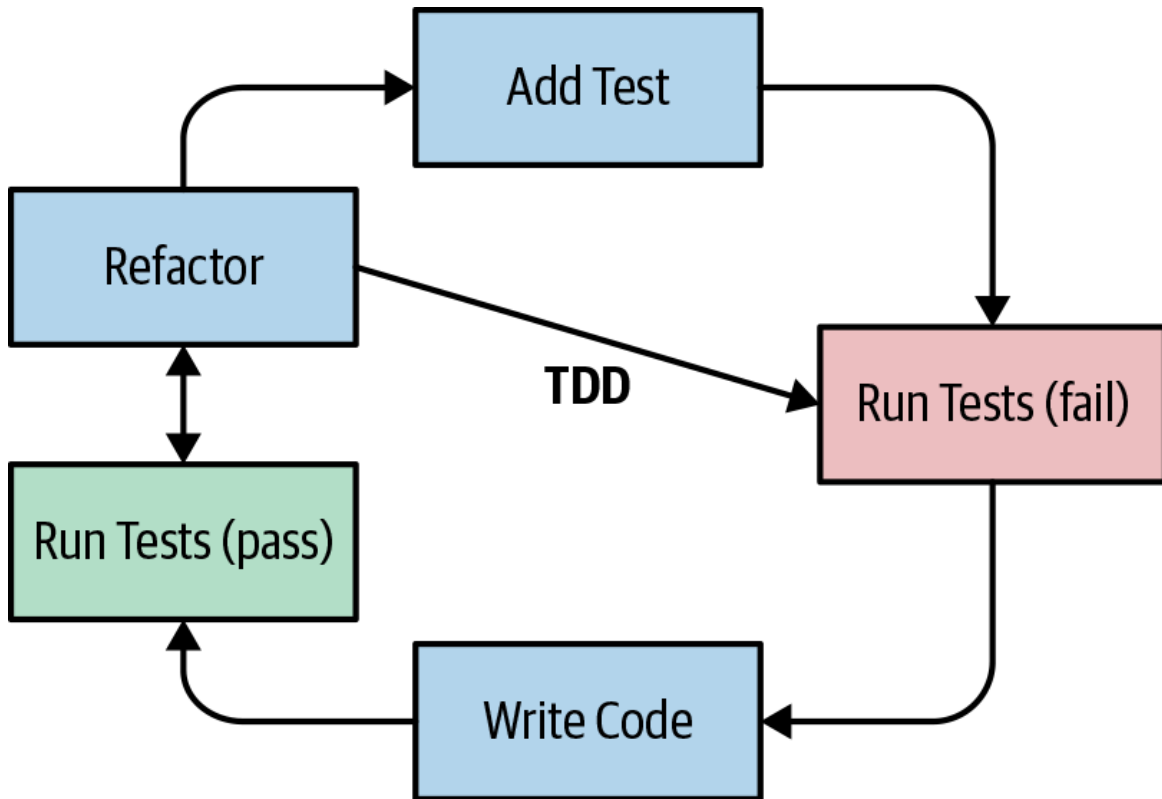 Add Test
Refactor
TDD
Run Tests (fail)
Run Tests (pass)
Write Code